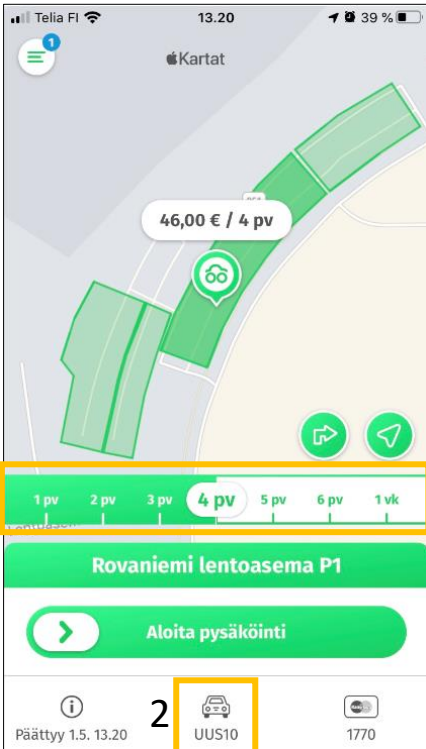 Telia FI 13.20 39 %
1
Kartat
46,00 € / 4 pv
1 pv 2 pv 3 pv 4 pv 5 pv 6 pv 1 vk
Rovaniemi lentoasema P1
Aloita pysäköinti
2
Päättyy 1.5. 13.20 UUS10 1770